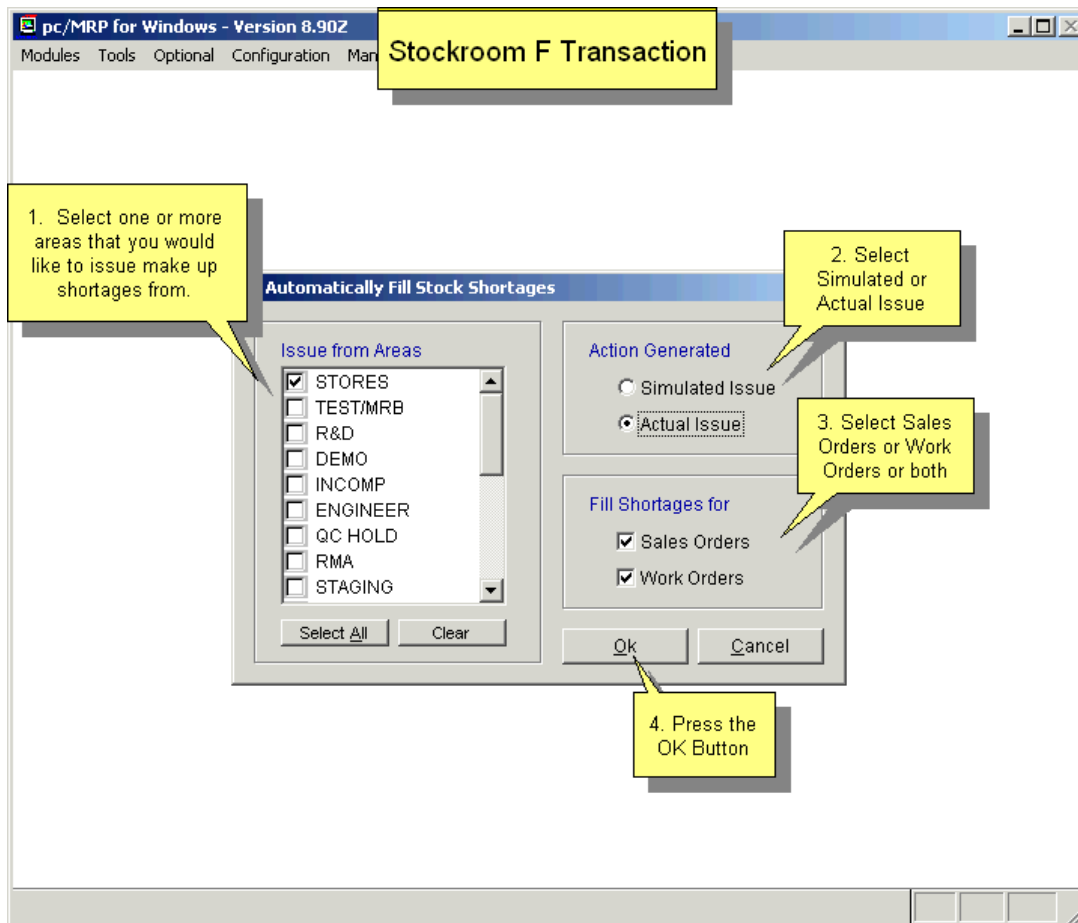 pc/MRP for Windows - Version 8.90Z
Modules Tools Optional Configuration Man
Stockroom F Transaction
1. Select one or more
areas that you would
like to issue make up
shortages from.
Automatically Fill Stock Shortages
2. Select
Simulated or
Actual Issue
Issue from Areas
STORES
TEST/MRB
R&D
DEMO
INCOMP
ENGINEER
QC HOLD
RMA
STAGING
Select All Clear
Action Generated
Simulated Issue
Actual Issue
3. Select Sales
Orders or Work
Orders or both
Fill Shortages for
Sales Orders
Work Orders
Ok Cancel
4. Press the
OK Button